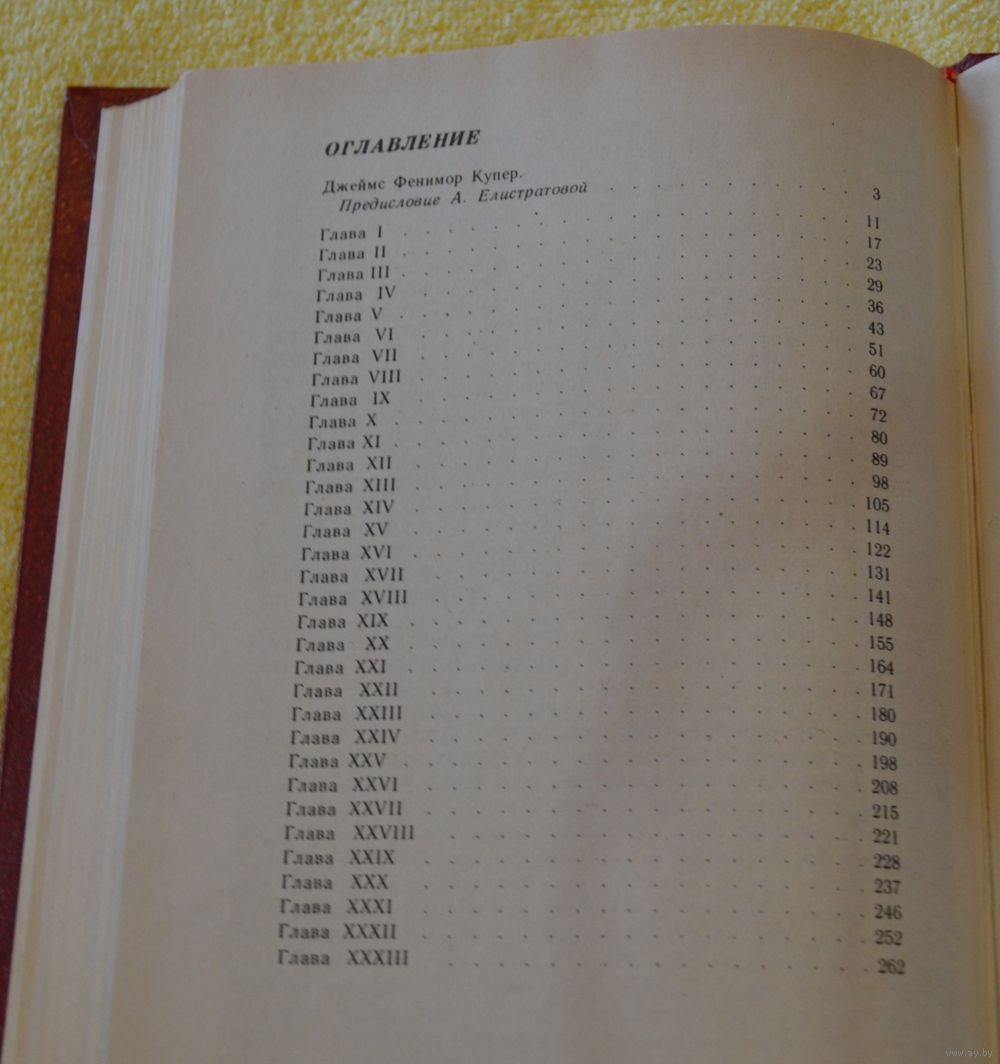 ОГЛАВЛЕНИЕ
Джеймс Фенимор Купер.
Предисловие А. Елистратовой . . . . . . . . . . . 3
Глава I . . . . . . . . . . . 11
Глава II . . . . . . . . . . . 17
Глава III . . . . . . . . . . . 23
Глава IV . . . . . . . . . . . 29
Глава V . . . . . . . . . . . 36
Глава VI . . . . . . . . . . . 43
Глава VII . . . . . . . . . . . 51
Глава VIII . . . . . . . . . . . 60
Глава IX . . . . . . . . . . . 67
Глава X . . . . . . . . . . . 72
Глава XI . . . . . . . . . . . 80
Глава XII . . . . . . . . . . . 89
Глава XIII . . . . . . . . . . . 98
Глава XIV . . . . . . . . . . . 105
Глава XV . . . . . . . . . . . 114
Глава XVI . . . . . . . . . . . 122
Глава XVII . . . . . . . . . . . 131
Глава XVIII . . . . . . . . . . . 141
Глава XIX . . . . . . . . . . . 148
Глава XX . . . . . . . . . . . 155
Глава XXI . . . . . . . . . . . 164
Глава XXII . . . . . . . . . . . 171
Глава XXIII . . . . . . . . . . . 180
Глава XXIV . . . . . . . . . . . 190
Глава XXV . . . . . . . . . . . 198
Глава XXVI . . . . . . . . . . . 208
Глава XXVII . . . . . . . . . . . 215
Глава XXVIII . . . . . . . . . . . 221
Глава XXIX . . . . . . . . . . . 228
Глава XXX . . . . . . . . . . . 237
Глава XXXI . . . . . . . . . . . 246
Глава XXXII . . . . . . . . . . . 252
Глава XXXIII . . . . . . . . . . . 262
www.ay.by